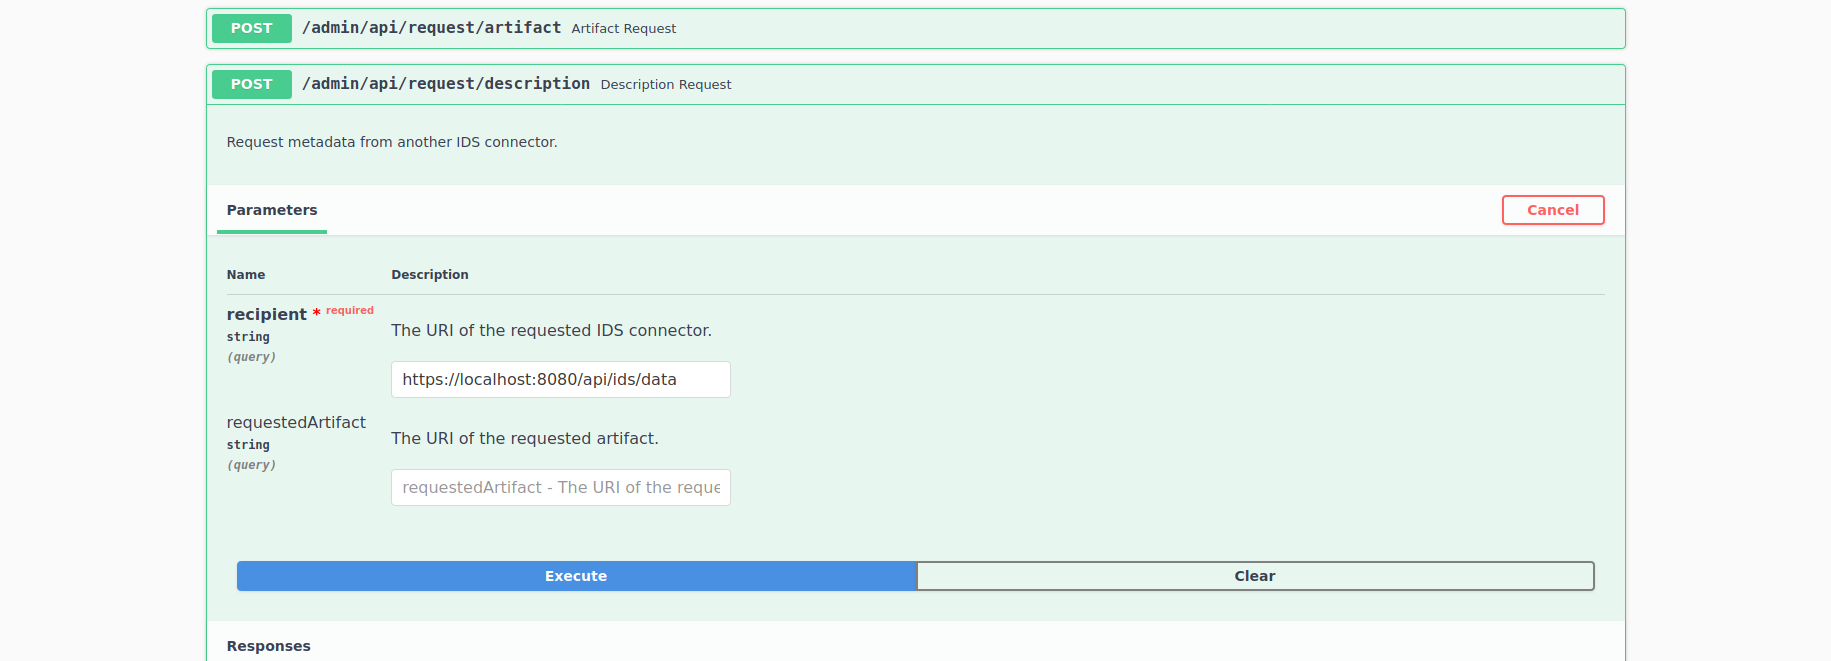 POST /admin/api/request/artifact Artifact Request
POST /admin/api/request/description Description Request
Request metadata from another IDS connector.
Parameters Cancel
Name Description
recipient * required
string
(query)
The URI of the requested IDS connector.
https://localhost:8080/api/ids/data
requestedArtifact
string
(query)
The URI of the requested artifact.
requestedArtifact - The URI of the reque
Execute Clear
Responses